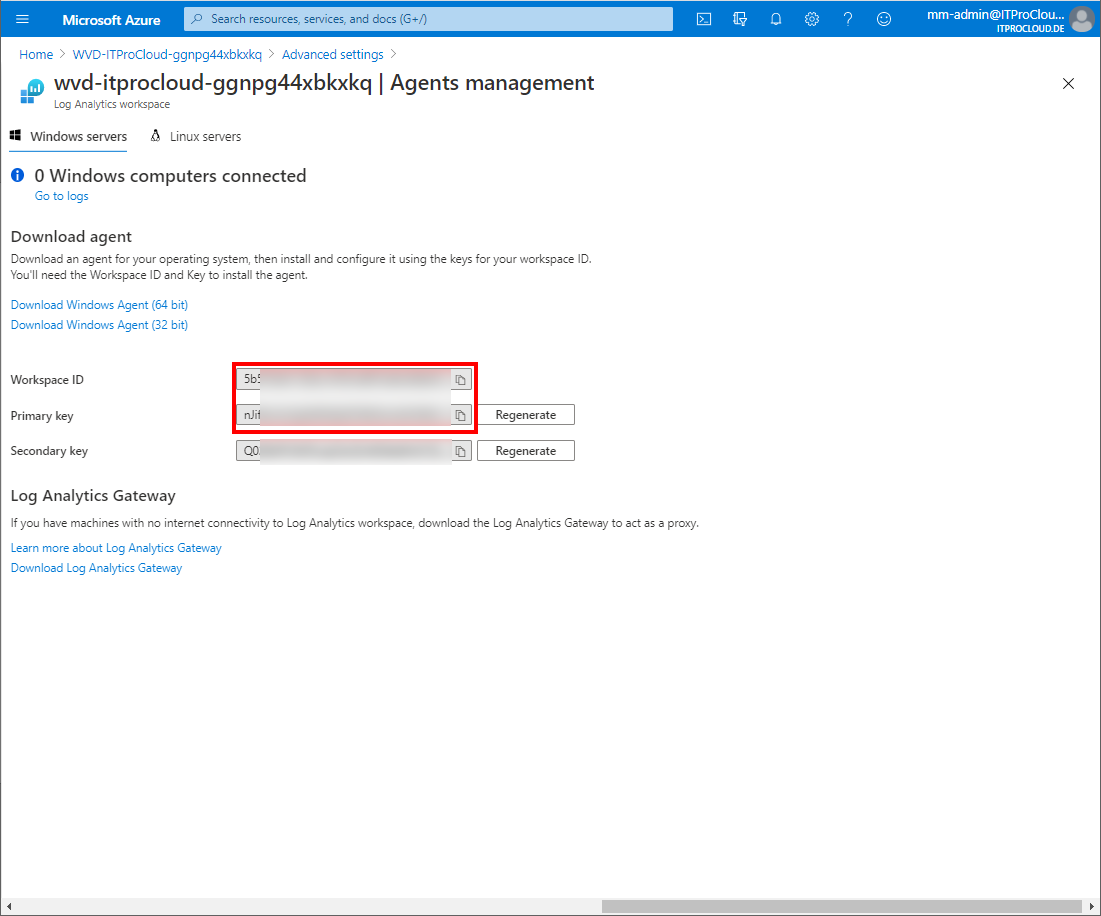 Microsoft Azure
Search resources, services, and docs (G+/)
mm-admin@ITProClou...
ITPROCLOUD.DE
Home > WVD-ITProCloud-ggnpg44xbkxkq > Advanced settings >
wvd-itprocloud-ggnpg44xbkxkq | Agents management
Log Analytics workspace
Windows servers
Linux servers
0 Windows computers connected
Go to logs
Download agent
Download an agent for your operating system, then install and configure it using the keys for your workspace ID.
You'll need the Workspace ID and Key to install the agent.
Download Windows Agent (64 bit)
Download Windows Agent (32 bit)
Workspace ID
5b5
Primary key
nJif
Regenerate
Secondary key
Q0
Regenerate
Log Analytics Gateway
If you have machines with no internet connectivity to Log Analytics workspace, download the Log Analytics Gateway to act as a proxy.
Learn more about Log Analytics Gateway
Download Log Analytics Gateway